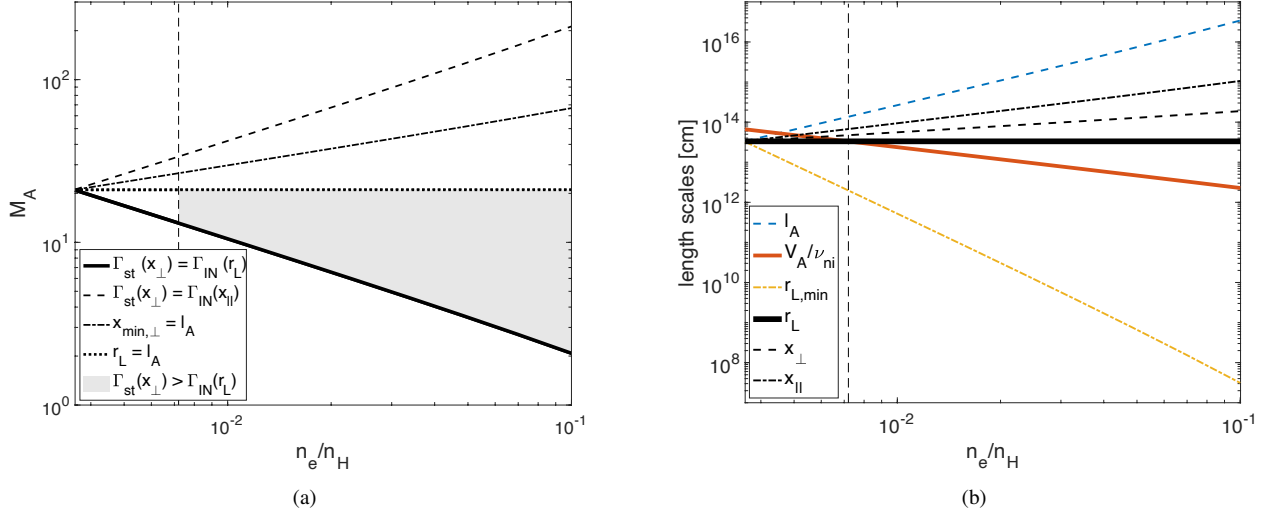 10^2
10^1
10^0
M_A
10^-2
10^-1
n_e/n_H
Γ_st (x_⊥) = Γ_IN (r_L)
Γ_st(x_⊥) = Γ_IN(x_||)
x_min,⊥ = l_A
r_L = l_A
Γ_st(x_⊥) > Γ_IN(r_L)
(a)
10^16
10^14
10^12
10^10
10^8
length scales [cm]
10^-2
10^-1
n_e/n_H
l_A
V_A/ν_ni
r_L,min
r_L
x_⊥
x_||
(b)